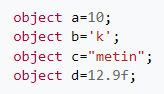 object a=10;
object b='k';
object c="metin";
object d=12.9f;